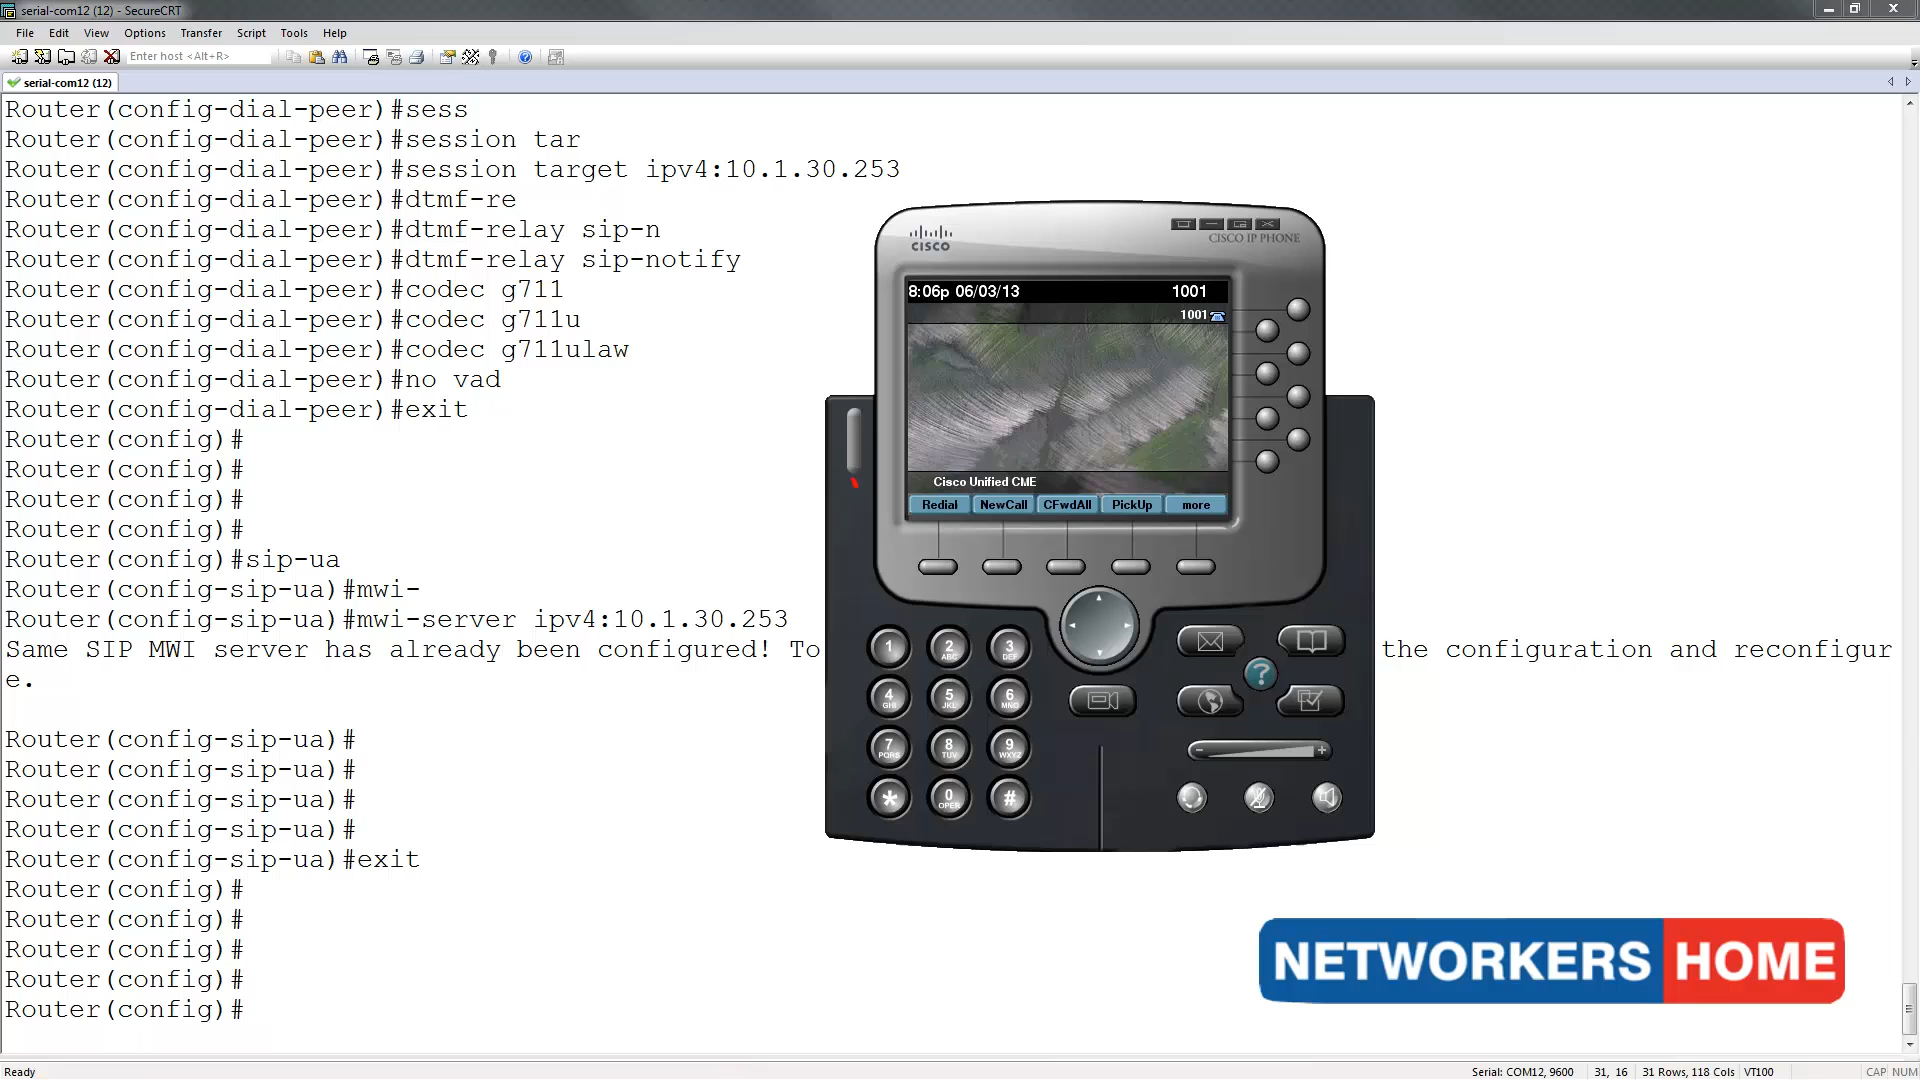 serial-com12 (12) - SecureCRT
File Edit View Options Transfer Script Tools Help
Enter host <Alt+R>
serial-com12 (12)
Router(config-dial-peer)#sess
Router(config-dial-peer)#session tar
Router(config-dial-peer)#session target ipv4:10.1.30.253
Router(config-dial-peer)#dtmf-re
Router(config-dial-peer)#dtmf-relay sip-n
Router(config-dial-peer)#dtmf-relay sip-notify
Router(config-dial-peer)#codec g711
Router(config-dial-peer)#codec g711u
Router(config-dial-peer)#codec g711ulaw
Router(config-dial-peer)#no vad
Router(config-dial-peer)#exit
Router(config)#
Router(config)#
Router(config)#
Router(config)#
Router(config)#sip-ua
Router(config-sip-ua)#mwi-
Router(config-sip-ua)#mwi-server ipv4:10.1.30.253
Same SIP MWI server has already been configured! To the configuration and reconfigur
e.
Router(config-sip-ua)#
Router(config-sip-ua)#
Router(config-sip-ua)#
Router(config-sip-ua)#
Router(config-sip-ua)#exit
Router(config)#
Router(config)#
Router(config)#
Router(config)#
Router(config)#
CISCO
CISCO IP PHONE
8:06p 06/03/13 1001
1001
Cisco Unified CME
Redial NewCall CFwdAll PickUp more
1 2 ABC 3 DEF
4 GHI 5 JKL 6 MNO
7 PQRS 8 TUV 9 WXYZ
* 0 OPER #
?
- +
NETWORKERS HOME
Ready Serial: COM12, 9600 31, 16 31 Rows, 118 Cols VT100 CAP NUM